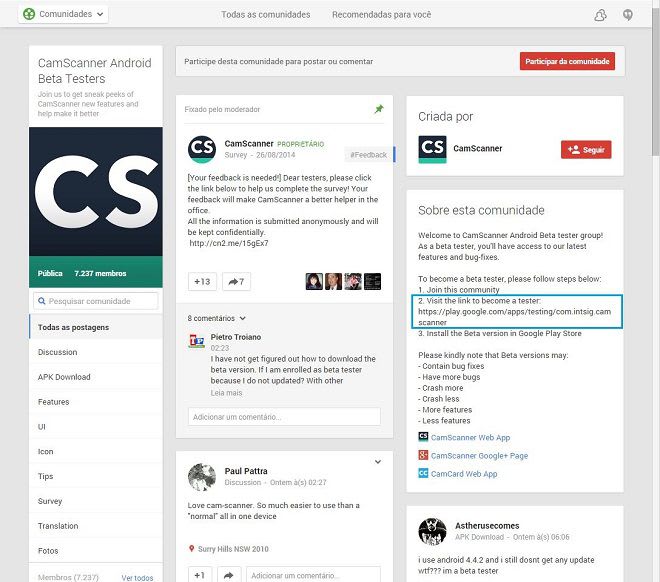 Comunidades
Todas as comunidades
Recomendadas para você
CamScanner Android
Beta Testers
Join us to get sneak peeks of
CamScanner new features and
help make it better
CS
Pública 7.237 membros
Pesquisar comunidade
Todas as postagens
Discussion
APK Download
Features
UI
Icon
Tips
Survey
Translation
Fotos
Membros (7.237) Ver todos
Participe desta comunidade para postar ou comentar
Participar da comunidade
Fixado pelo moderador
CS
CamScanner PROPRIETÁRIO
Survey - 26/08/2014
#Feedback
[Your feedback is needed!] Dear testers, please click
the link below to help us complete the survey! Your
feedback will make CamScanner a better helper in the
office.
All the information is submitted anonymously and will
be kept confidentially.
http://cn2.me/15gEx7
+13
7
8 comentários
Pietro Troiano
02:23
I have not get figured out how to download the
beta version. If I am enrolled as beta tester
because I do not updated? With other
Leia mais
Adicionar um comentário...
Paul Pattra
Discussion - Ontem à(s) 02:27
Love cam-scanner. So much easier to use than a
"normal" all in one device
Surry Hills NSW 2010
+1
Adicionar um comentário...
Criada por
CS
CamScanner
Seguir
Sobre esta comunidade
Welcome to CamScanner Android Beta tester group!
As a beta tester, you'll have access to our latest
features and bug-fixes.
To become a beta tester, please follow steps below:
1. Join this community
2. Visit the link to become a tester:
https://play.google.com/apps/testing/com.intsig.cam
scanner
3. Install the Beta version in Google Play Store
Please kindly note that Beta versions may:
- Contain bug fixes
- Have more bugs
- Crash more
- Crash less
- More features
- Less features
CS CamScanner Web App
CamScanner Google+ Page
CC CamCard Web App
Astherusecomes
APK Download - Ontem à(s) 06:06
i use android 4.4.2 and i still dosnt get any update
wtf??? im a beta tester